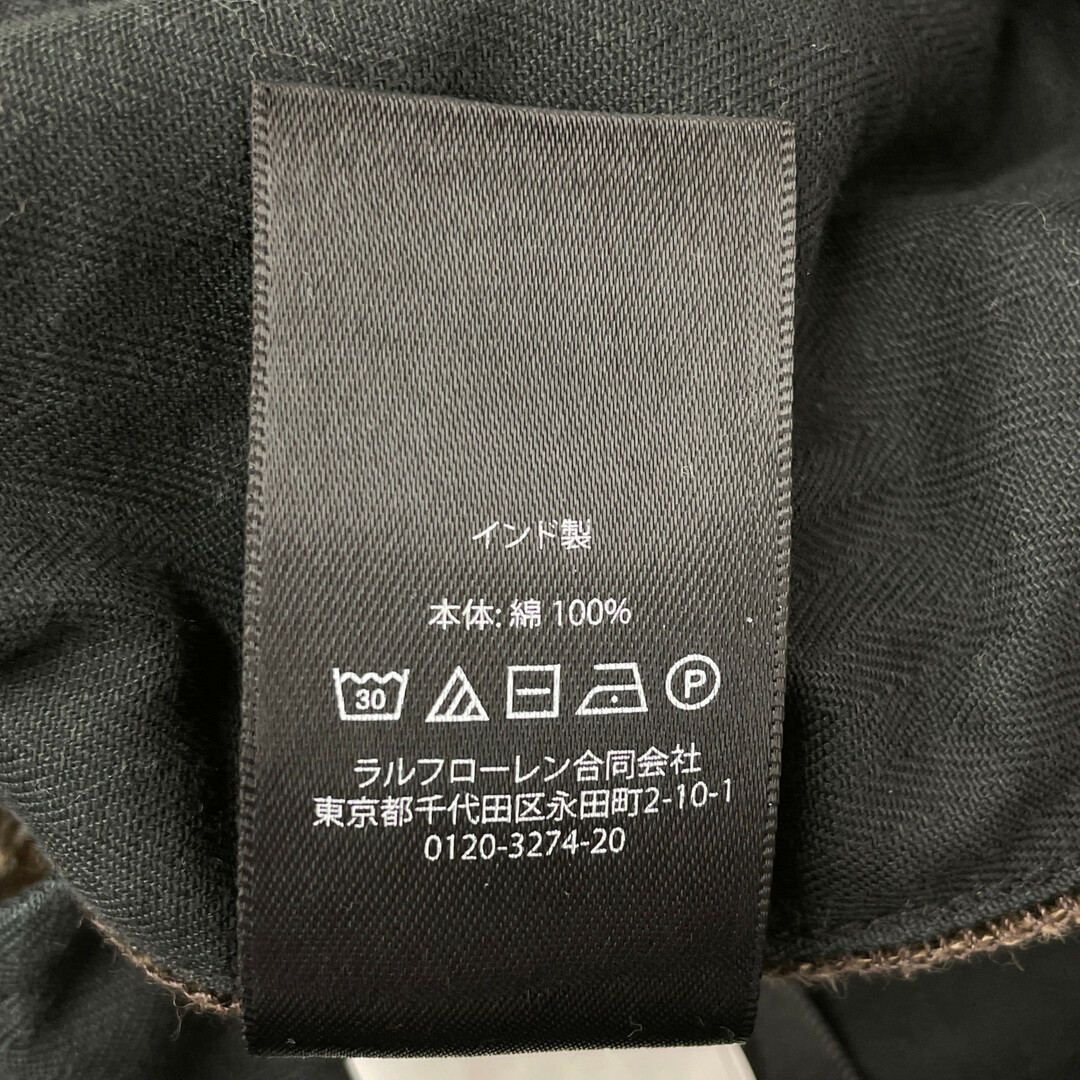 インド製
本体: 綿 100%
30 P
ラルフローレン合同会社
東京都千代田区永田町2-10-1
0120-3274-20